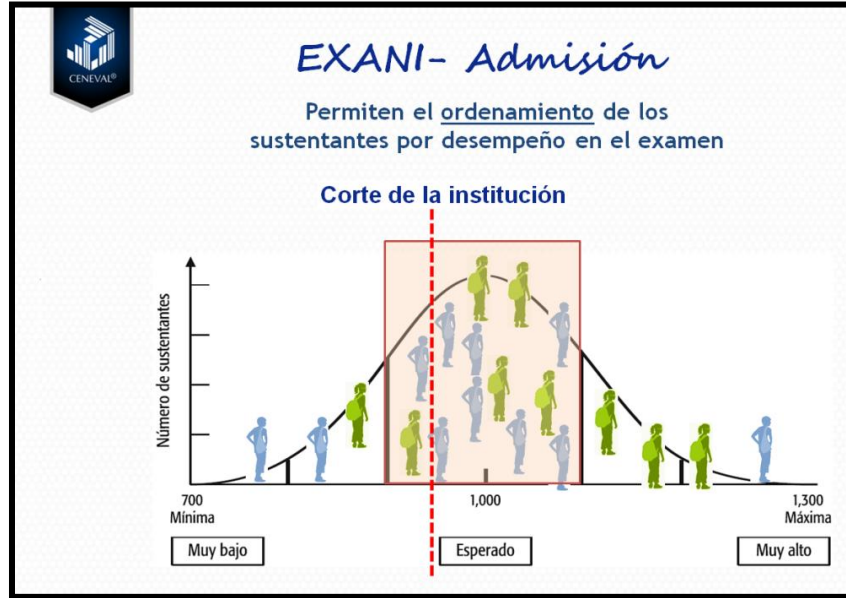 CENEVAL®
EXANI- Admisión
Permiten el ordenamiento de los
sustentantes por desempeño en el examen
Corte de la institución
Número de sustentantes
700
Mínima
1,000
1,300
Máxima
Muy bajo
Esperado
Muy alto